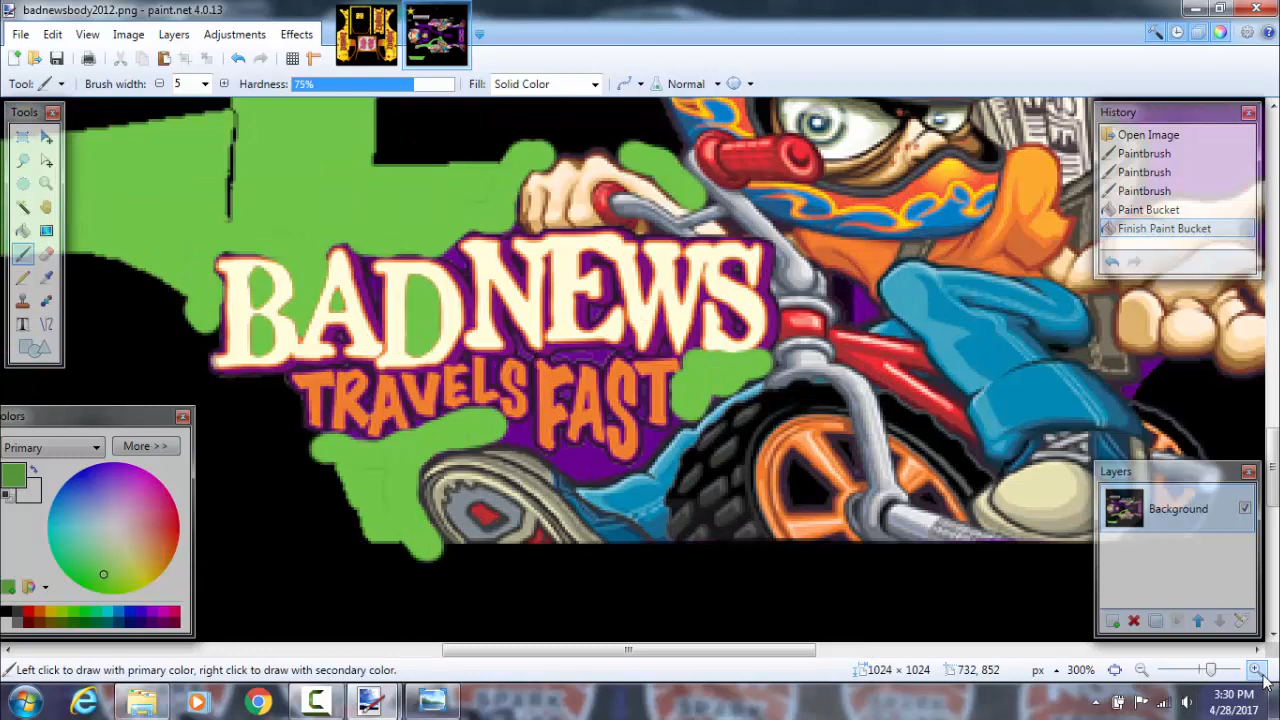 badnewsbody2012.png - paint.net 4.0.13
File Edit View Image Layers Adjustments Effects
Tool: Brush width: 5 Hardness: 75% Fill: Solid Color Normal
Tools
History
Open Image
Paintbrush
Paintbrush
Paintbrush
Paint Bucket
Finish Paint Bucket
BAD NEWS
TRAVELS FAST
olors
Primary More >>
Layers
Background
Left click to draw with primary color, right click to draw with secondary color. 1024 × 1024 732, 852 px 300%
3:30 PM
4/28/2017